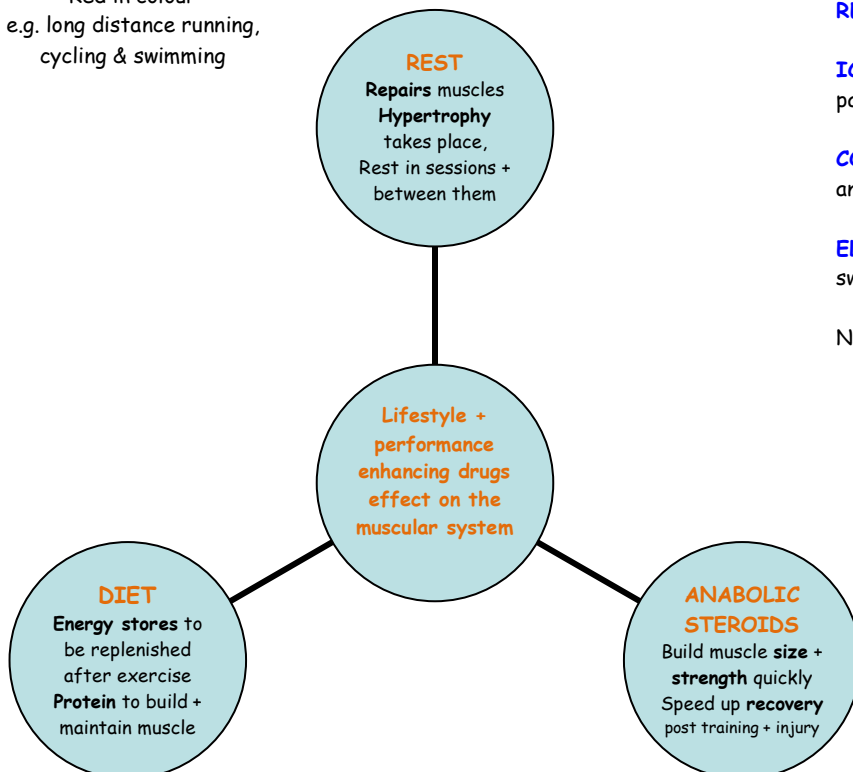 e.g. long distance running,
cycling & swimming
REST
Repairs muscles
Hypertrophy
takes place,
Rest in sessions +
between them
Lifestyle +
performance
enhancing drugs
effect on the
muscular system
DIET
Energy stores to
be replenished
after exercise
Protein to build +
maintain muscle
ANABOLIC
STEROIDS
Build muscle size +
strength quickly
Speed up recovery
post training + injury